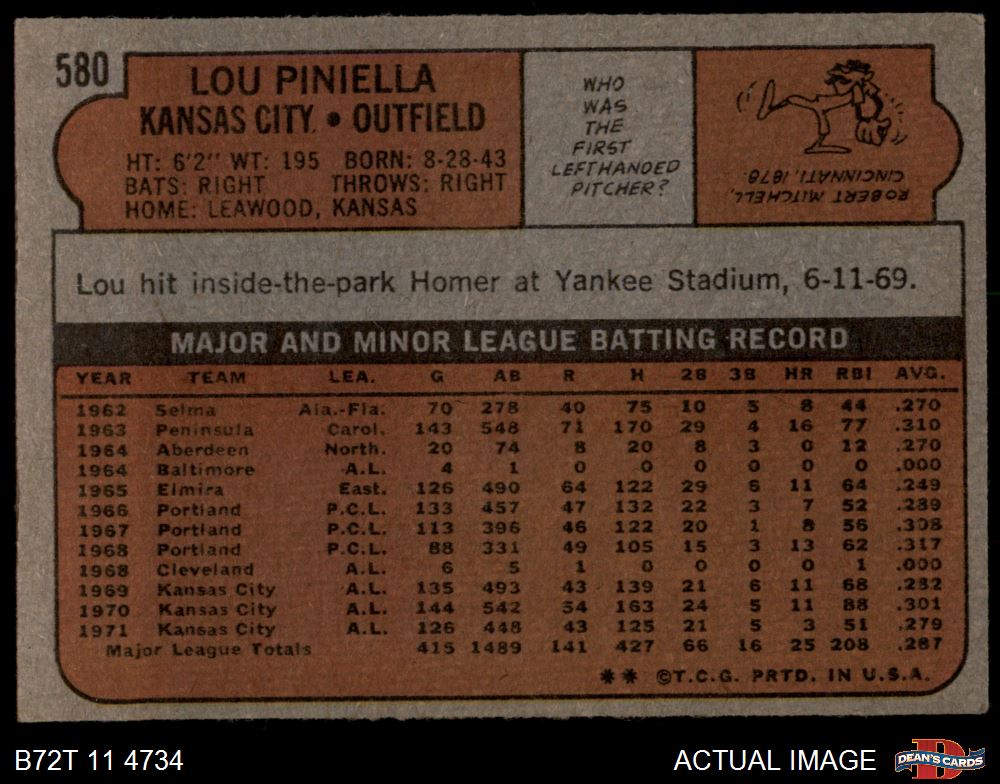 580
LOU PINIELLA
KANSAS CITY • OUTFIELD
HT: 6'2" WT: 195 BORN: 8-28-43
BATS: RIGHT THROWS: RIGHT
HOME: LEAWOOD, KANSAS
WHO
WAS
THE
FIRST
LEFTHANDED
PITCHER?
ROBERT MITCHELL,
CINCINNATI, 1878.
Lou hit inside-the-park Homer at Yankee Stadium, 6-11-69.
MAJOR AND MINOR LEAGUE BATTING RECORD
YEAR TEAM LEA. G AB R H 2B 3B HR RBI AVG.
1962 Selma Ala.-Fla. 70 278 40 75 10 5 8 44 .270
1963 Peninsula Carol. 143 548 71 170 29 4 16 77 .310
1964 Aberdeen North. 20 74 8 20 8 3 0 12 .270
1964 Baltimore A.L. 4 1 0 0 0 0 0 0 .000
1965 Elmira East. 126 490 64 122 29 6 11 64 .249
1966 Portland P.C.L. 133 457 47 132 22 3 7 52 .289
1967 Portland P.C.L. 113 396 46 122 20 1 8 56 .308
1968 Portland P.C.L. 88 331 49 105 15 3 13 62 .317
1968 Cleveland A.L. 6 5 1 0 0 0 0 1 .000
1969 Kansas City A.L. 135 493 43 139 21 6 11 68 .282
1970 Kansas City A.L. 144 542 54 163 24 5 11 88 .301
1971 Kansas City A.L. 126 448 43 125 21 5 3 51 .279
Major League Totals 415 1489 141 427 66 16 25 208 .287
** ©T.C.G. PRTD. IN U.S.A.
B72T 11 4734
ACTUAL IMAGE
DEAN'S CARDS